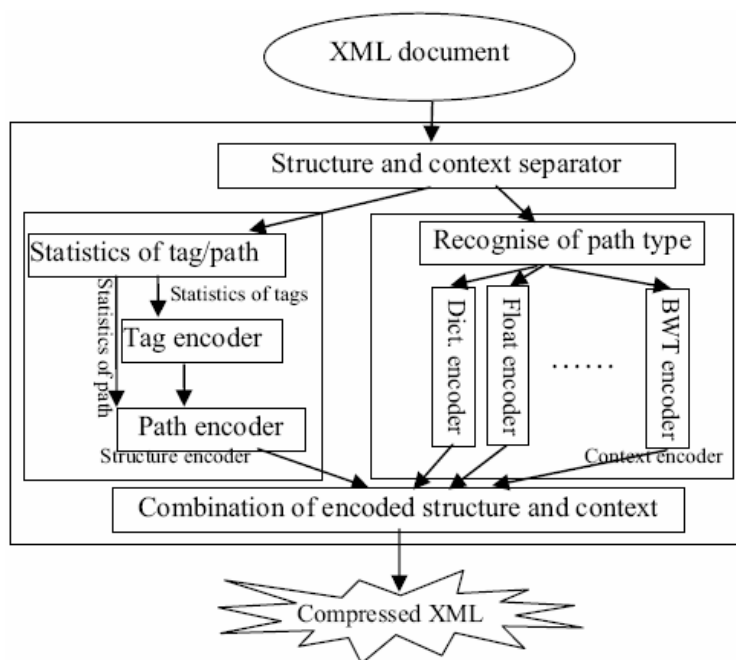 XML document
Structure and context separator
Statistics of tag/path
Statistics of tags
Statistics of path
Tag encoder
Path encoder
Structure encoder
Recognise of path type
Dict. encoder
Float encoder
......
BWT encoder
Context encoder
Combination of encoded structure and context
Compressed XML